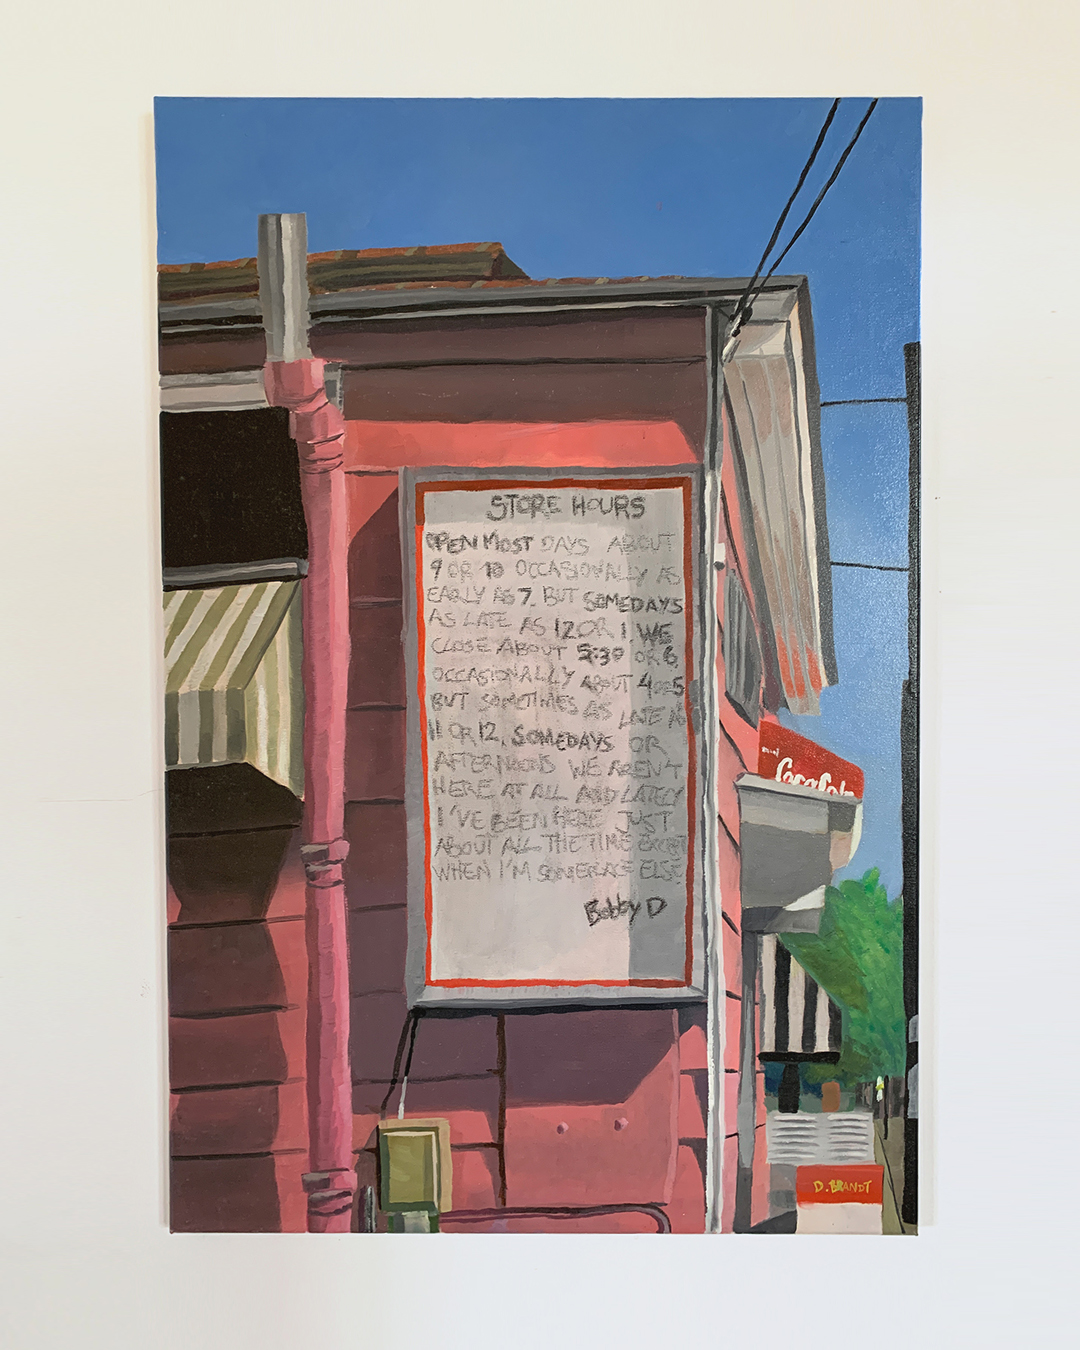 STORE HOURS
OPEN MOST DAYS ABOUT
9 OR 10 OCCASIONALLY AS
EARLY AS 7. BUT SOMEDAYS
AS LATE AS 12 OR 1. WE
CLOSE ABOUT 5:30 OR 6
OCCASIONALLY ABOUT 4 OR 5
BUT SOMETIMES AS LATE AS
11 OR 12, SOMEDAYS OR
AFTERNOONS WE AREN'T
HERE AT ALL AND LATELY
I'VE BEEN HERE JUST
ABOUT ALL THE TIME EXCEPT
WHEN I'M SOMEPLACE ELSE
Bobby D
Coca-Cola
D. BRANDT